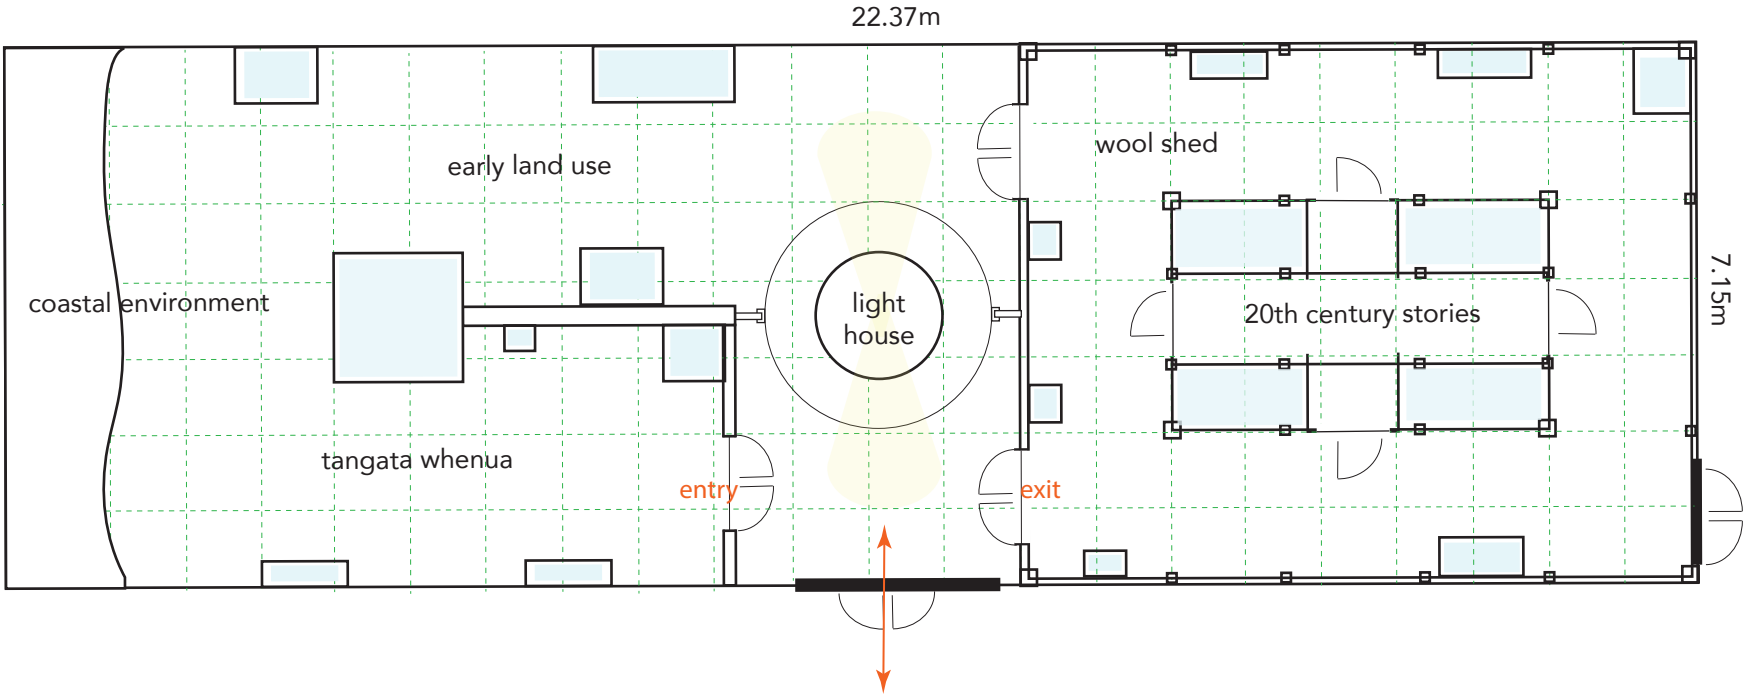 22.37m
wool shed
early land use
7.15m
coastal environment
light
house
20th century stories
tangata whenua
entry
exit